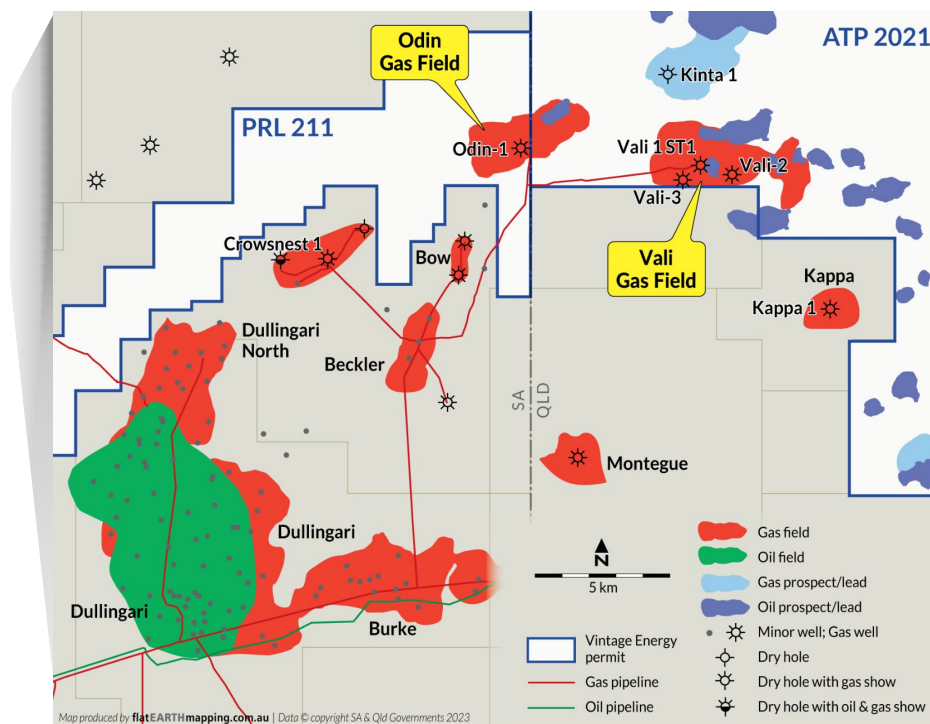 Odin
Gas Field
ATP 2021
Kinta 1
PRL 211
Odin-1
Vali 1 ST1
Vali-2
Vali-3
Crowsnest 1
Bow
Vali
Gas Field
Kappa
Kappa 1
Dullingari
North
Beckler
SA
QLD
Montegue
Dullingari
Dullingari
Burke
N
5 km
Gas field
Oil field
Gas prospect/lead
Oil prospect/lead
Minor well; Gas well
Dry hole
Dry hole with gas show
Dry hole with oil & gas show
Vintage Energy
permit
Gas pipeline
Oil pipeline
Map produced by flatEARTHmapping.com.au | Data © copyright SA & Qld Governments 2023